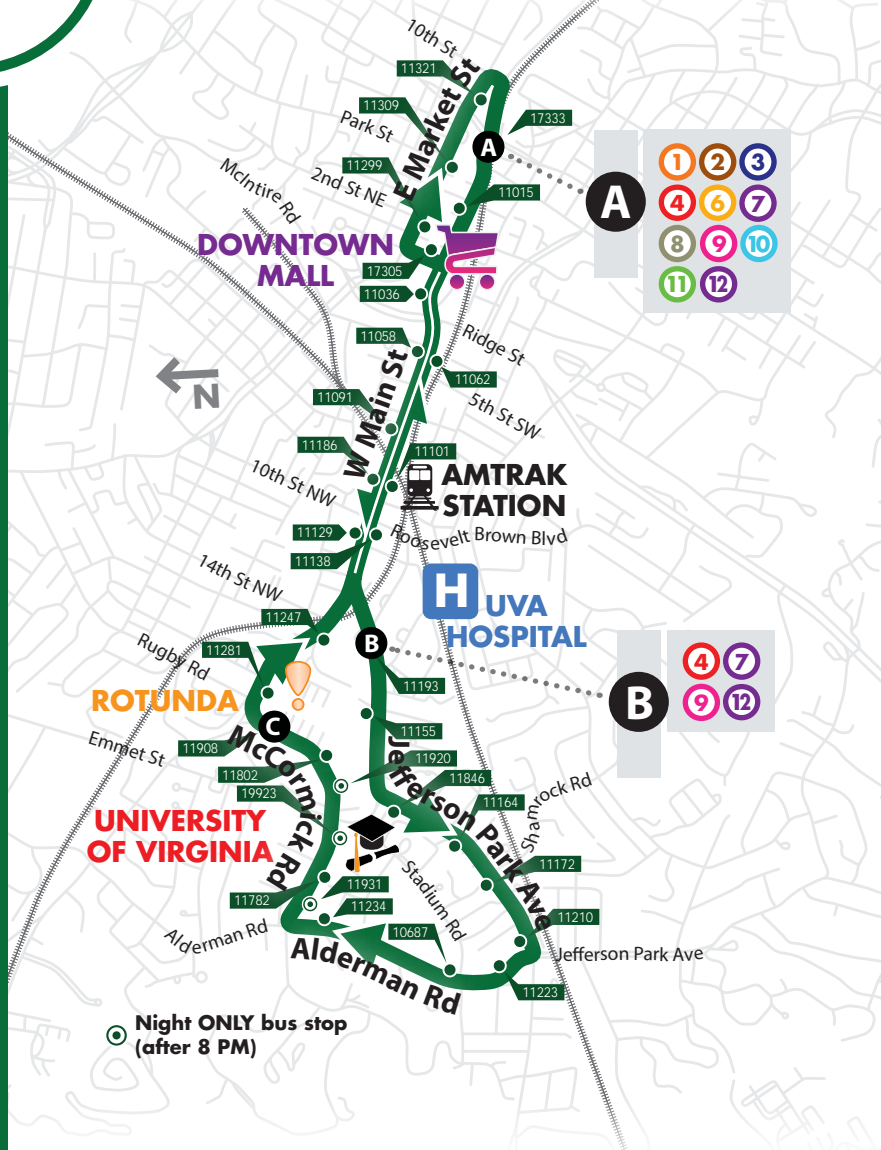 10th St
11321
E Market St
11309
17333
Park St
A
11299
McIntire Rd
2nd St NE
11015
A
1 2 3
4 6 7
8 9 10
11 12
DOWNTOWN
MALL
17305
11036
11058
Ridge St
11062
N
W Main St
11091
5th St SW
11186
11101
10th St NW
AMTRAK
STATION
11129
Roosevelt Brown Blvd
11138
14th St NW
H
UVA
HOSPITAL
11247
B
11281
Rugby Rd
11193
B
4 7
9 12
ROTUNDA
C
11155
Emmet St
11908
McCormick Rd
11920
11802
Jefferson Park Ave
11846
19923
11164
Shamrock Rd
UNIVERSITY
OF VIRGINIA
11172
Stadium Rd
11931
11782
11234
11210
Alderman Rd
10687
Jefferson Park Ave
Alderman Rd
11223
Night ONLY bus stop
(after 8 PM)